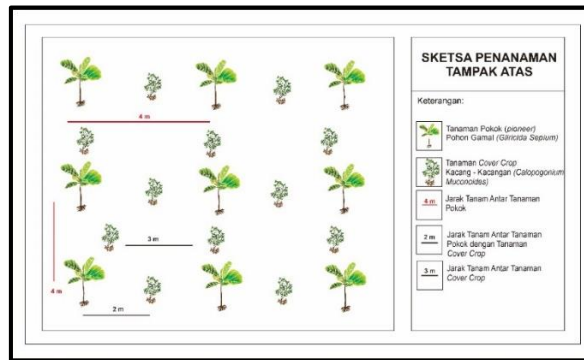 SKETSA PENANAMAN
TAMPAK ATAS
Keterangan:
Tanaman Pokok (pioneer)
Pohon Gamal (Gliricida Sepium)
Tanaman Cover Crop
Kacang - Kacangan (Calopogonium
Muconoidss)
4 m
Jarak Tanam Antar Tanaman
Pokok
2 m
Jarak Tanam Antar Tanaman
Pokok dengan Tanaman
Cover Crop
3 m
Jarak Tanam Antar Tanaman
Cover Crop
4 m
3 m
4 m
2 m